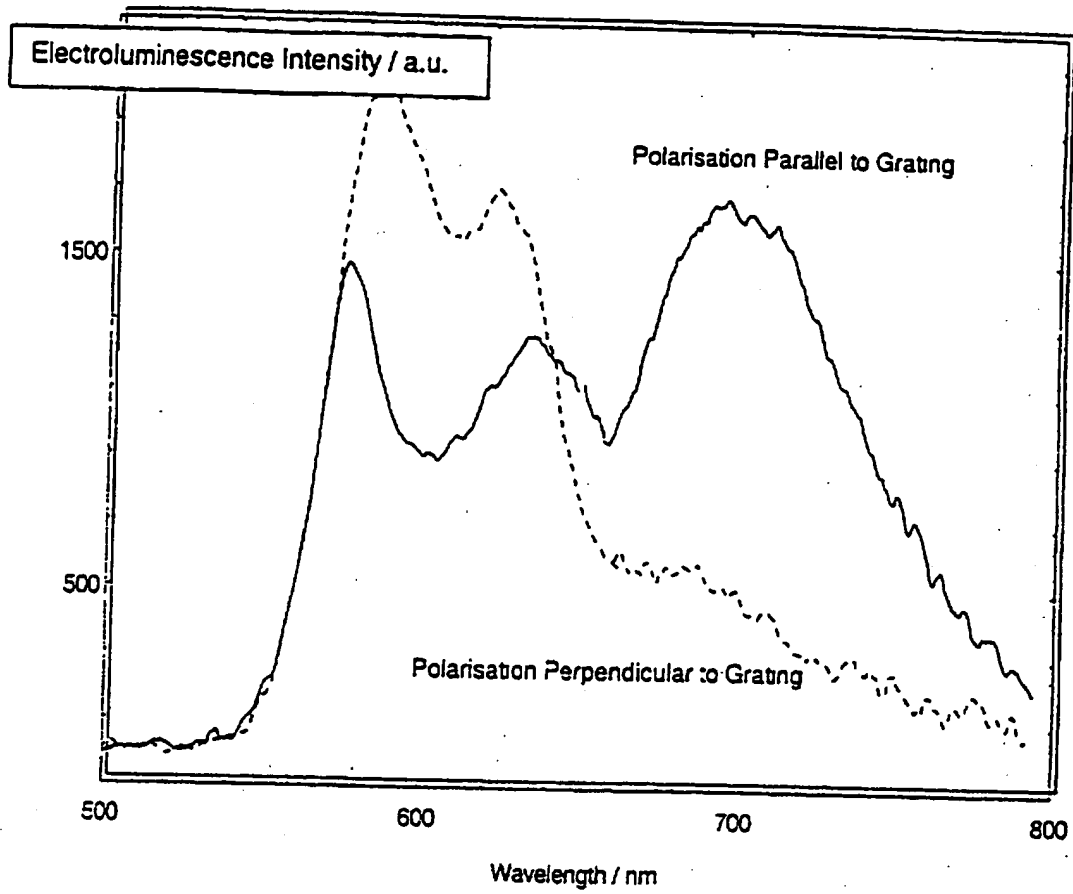 Electroluminescence Intensity / a.u.
Polarisation Parallel to Grating
1500
500
Polarisation Perpendicular to Grating
500
600
700
800
Wavelength / nm